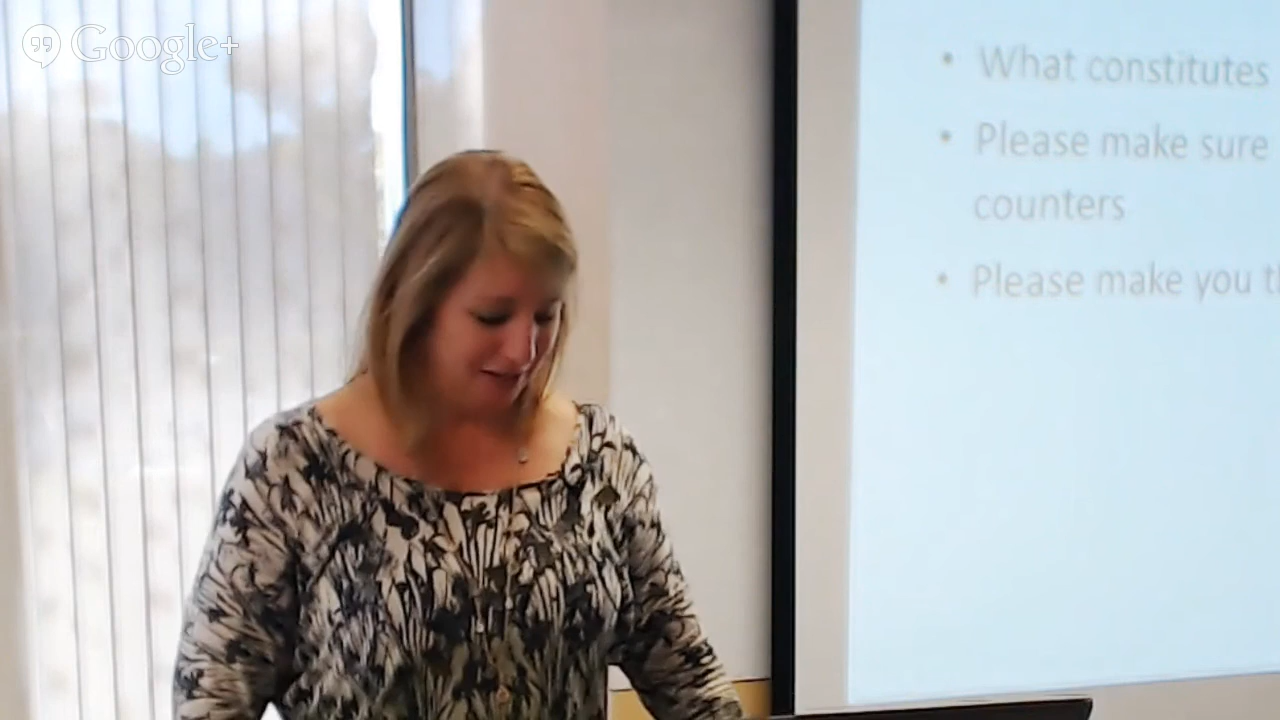 Google+
• What constitutes
• Please make sure
counters
• Please make you